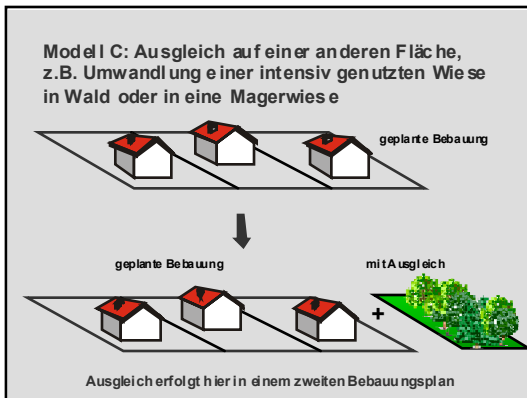 Modell C: Ausgleich auf einer anderen Fläche,
z.B. Umwandlung einer intensiv genutzten Wiese
in Wald oder in eine Magerwiese
geplante Bebauung
geplante Bebauung
mit Ausgleich
+
Ausgleich erfolgt hier in einem zweiten Bebauungsplan